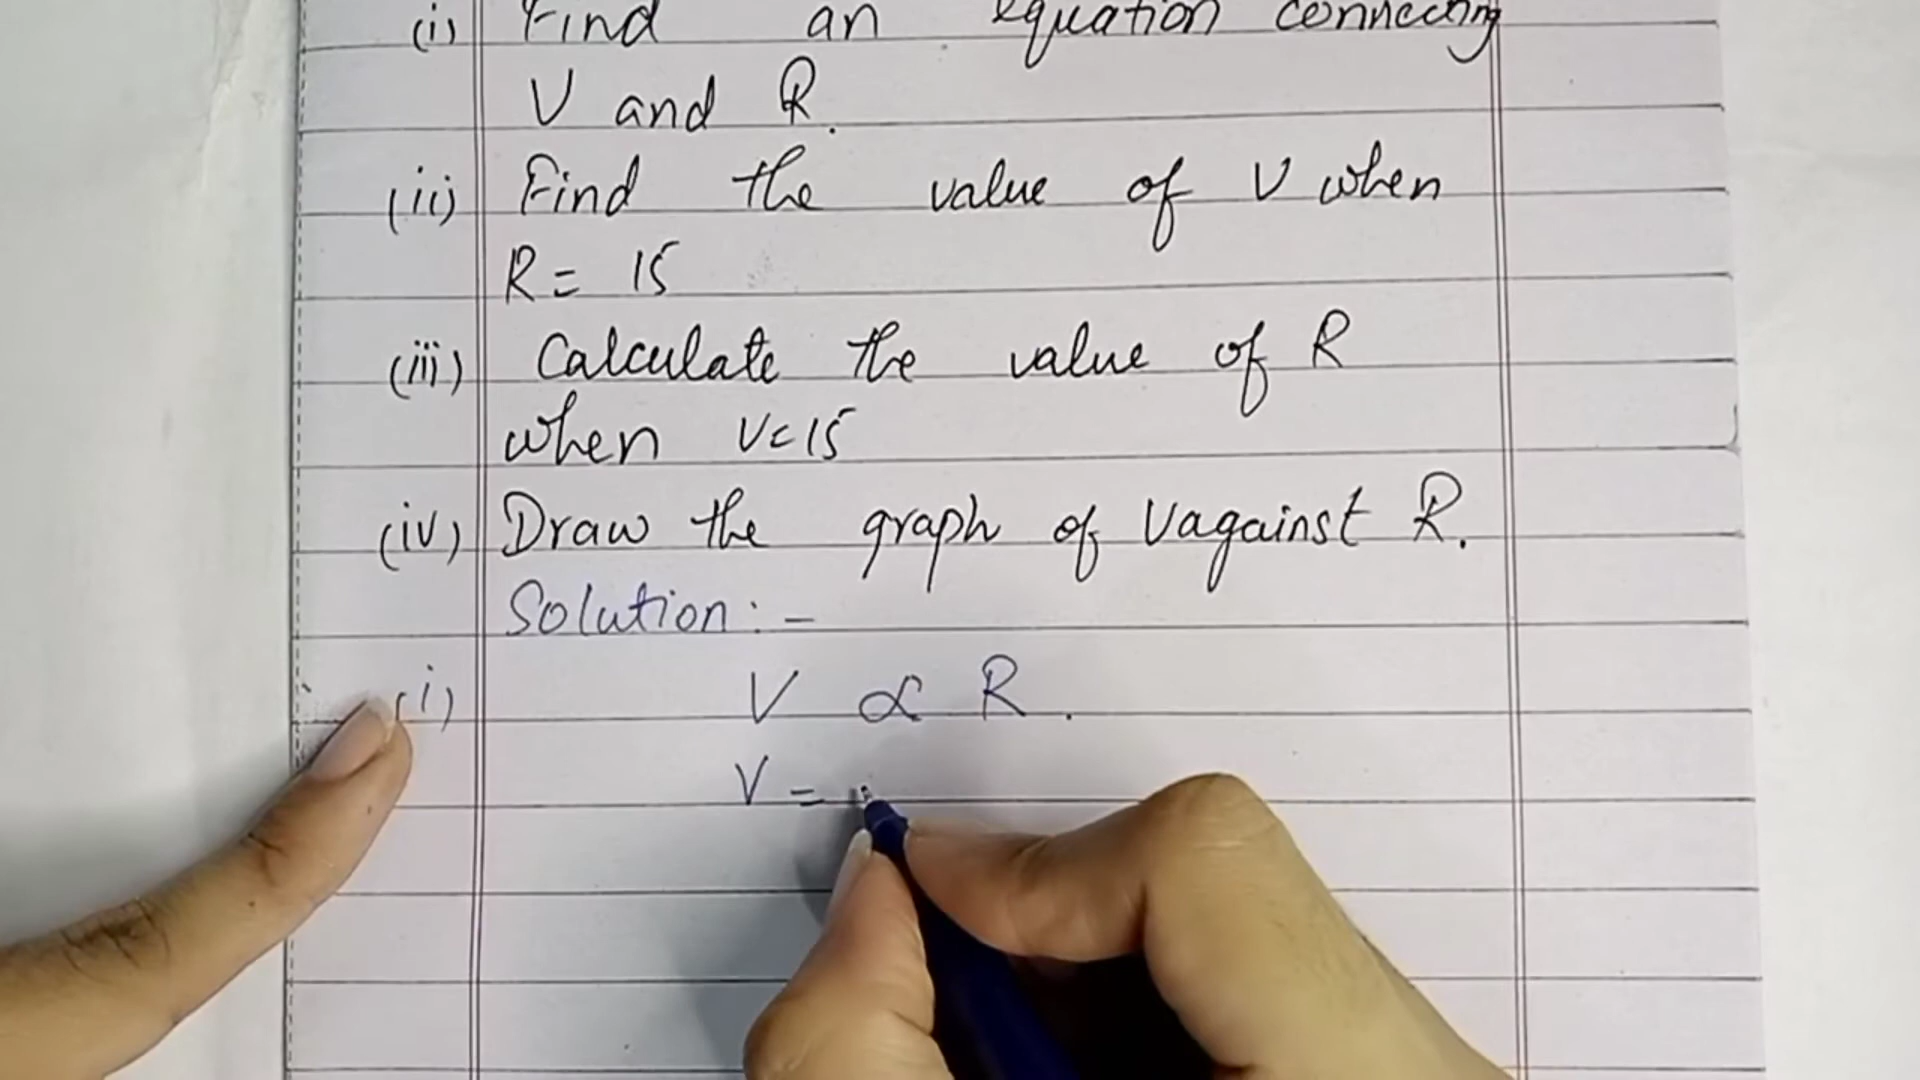 (i) Find an equation connecting
V and R.
(ii) Find the value of V when
R = 15
(iii) Calculate the value of R
when V=15
(iv) Draw the graph of V against R.
Solution:-
(i) V ∝ R.
V =